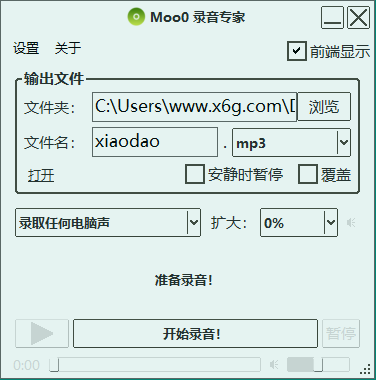 Moo0 录音专家
设置 关于 前端显示
输出文件
文件夹： C:\Users\www.x6g.com\[
浏览
文件名： xiaodao . mp3
打开 安静时暂停 覆盖
录取任何电脑声 扩大： 0%
准备录音！
开始录音！ 暂停
0:00